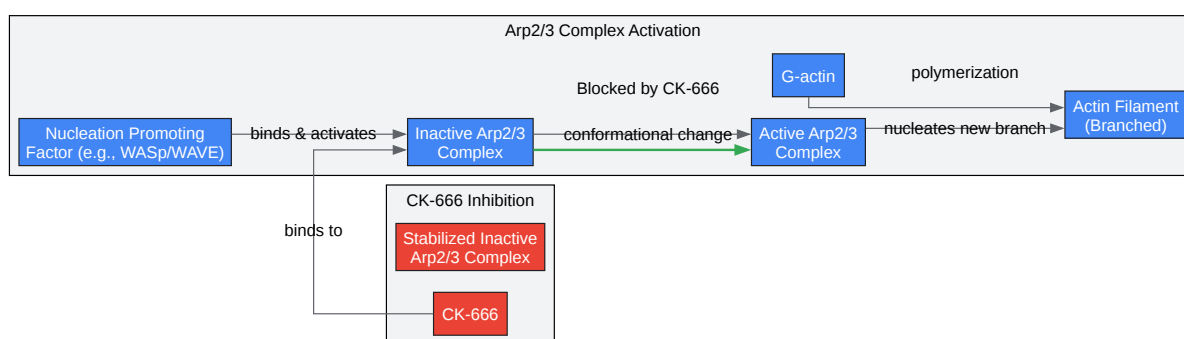 Arp2/3 Complex Activation
G-actin
polymerization
Blocked by CK-666
Actin Filament
(Branched)
Nucleation Promoting
Factor (e.g., WASp/WAVE)
binds & activates
Inactive Arp2/3
Complex
conformational change
Active Arp2/3
Complex
nucleates new branch
CK-666 Inhibition
binds to
Stabilized Inactive
Arp2/3 Complex
CK-666